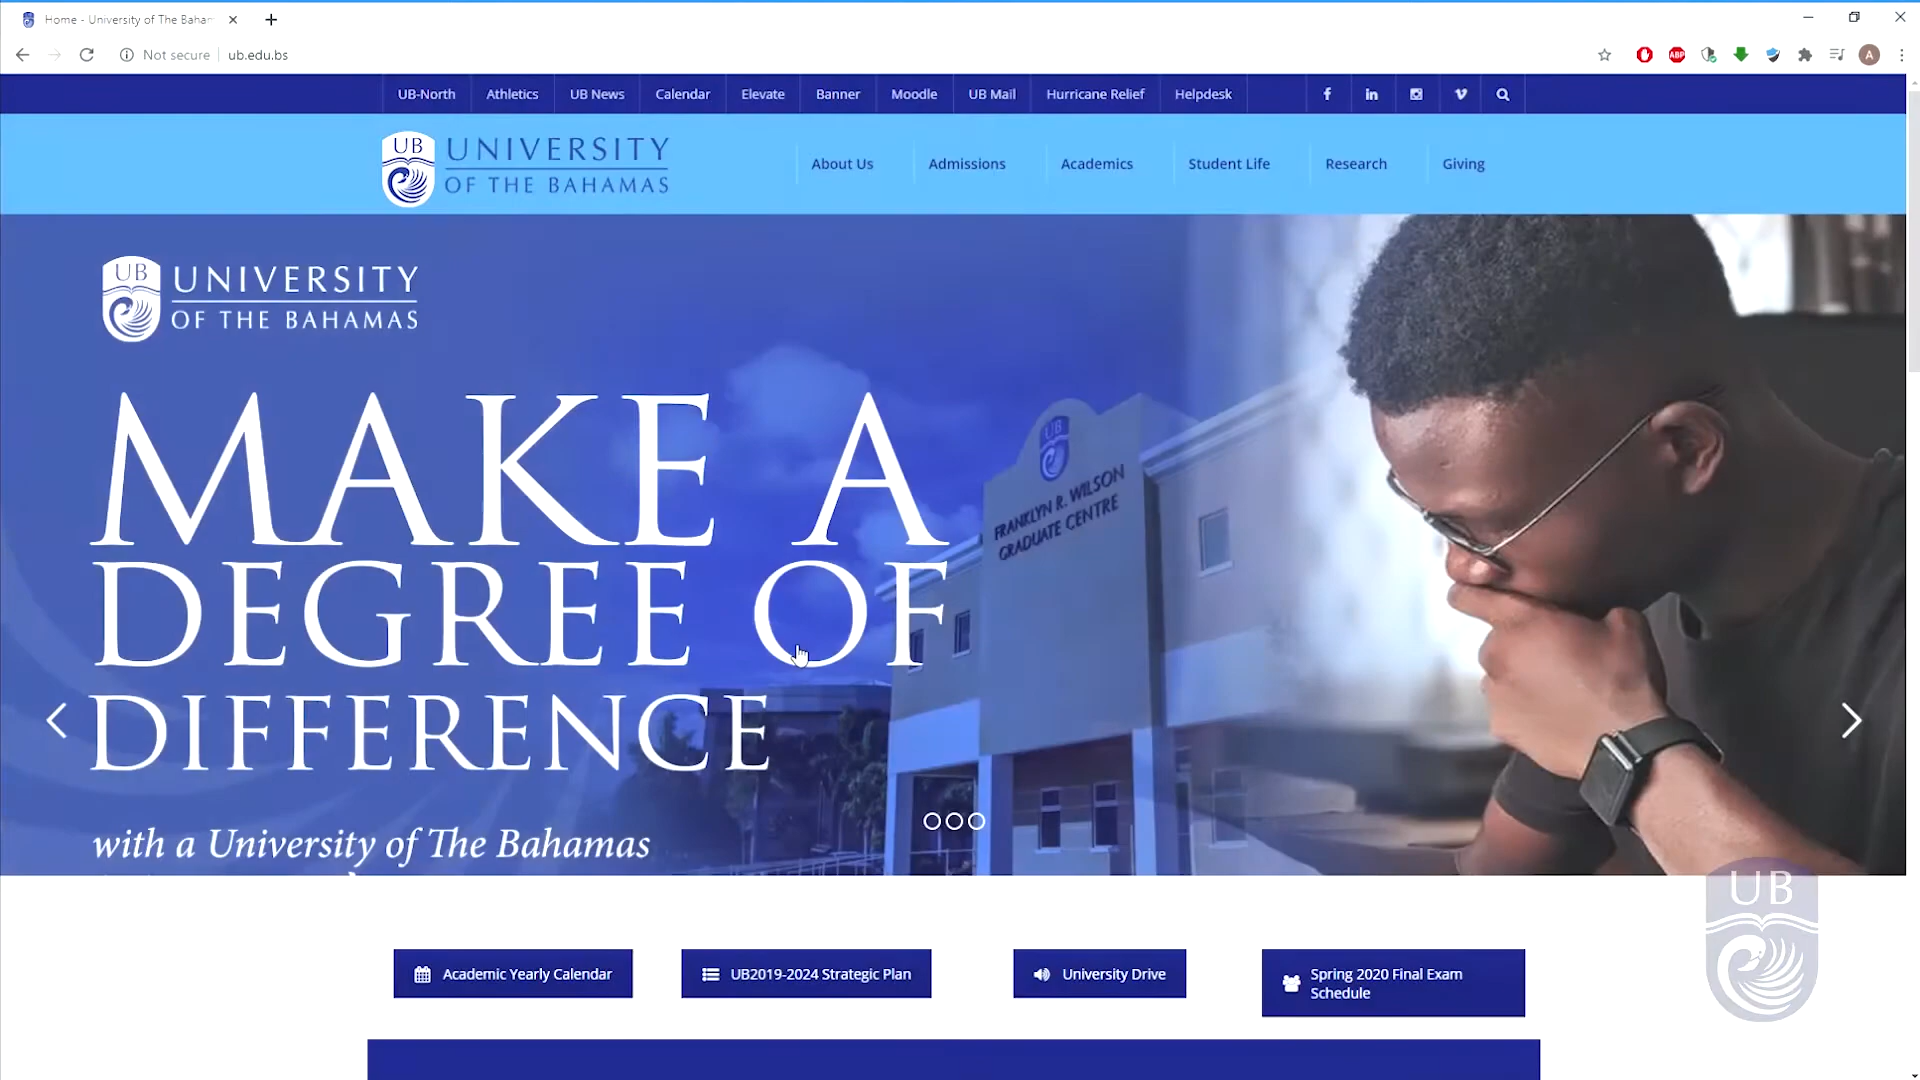 Home - University of The Baham
Not secure
ub.edu.bs
ABP
A
UB-North
Athletics
UB News
Calendar
Elevate
Banner
Moodle
UB Mail
Hurricane Relief
Helpdesk
UB
UNIVERSITY
OF THE BAHAMAS
About Us
Admissions
Academics
Student Life
Research
Giving
UB
UNIVERSITY
OF THE BAHAMAS
MAKE A
DEGREE OF
DIFFERENCE
with a University of The Bahamas
UB
FRANKLYN R. WILSON
GRADUATE CENTRE
Academic Yearly Calendar
UB2019-2024 Strategic Plan
University Drive
Spring 2020 Final Exam
Schedule
UB